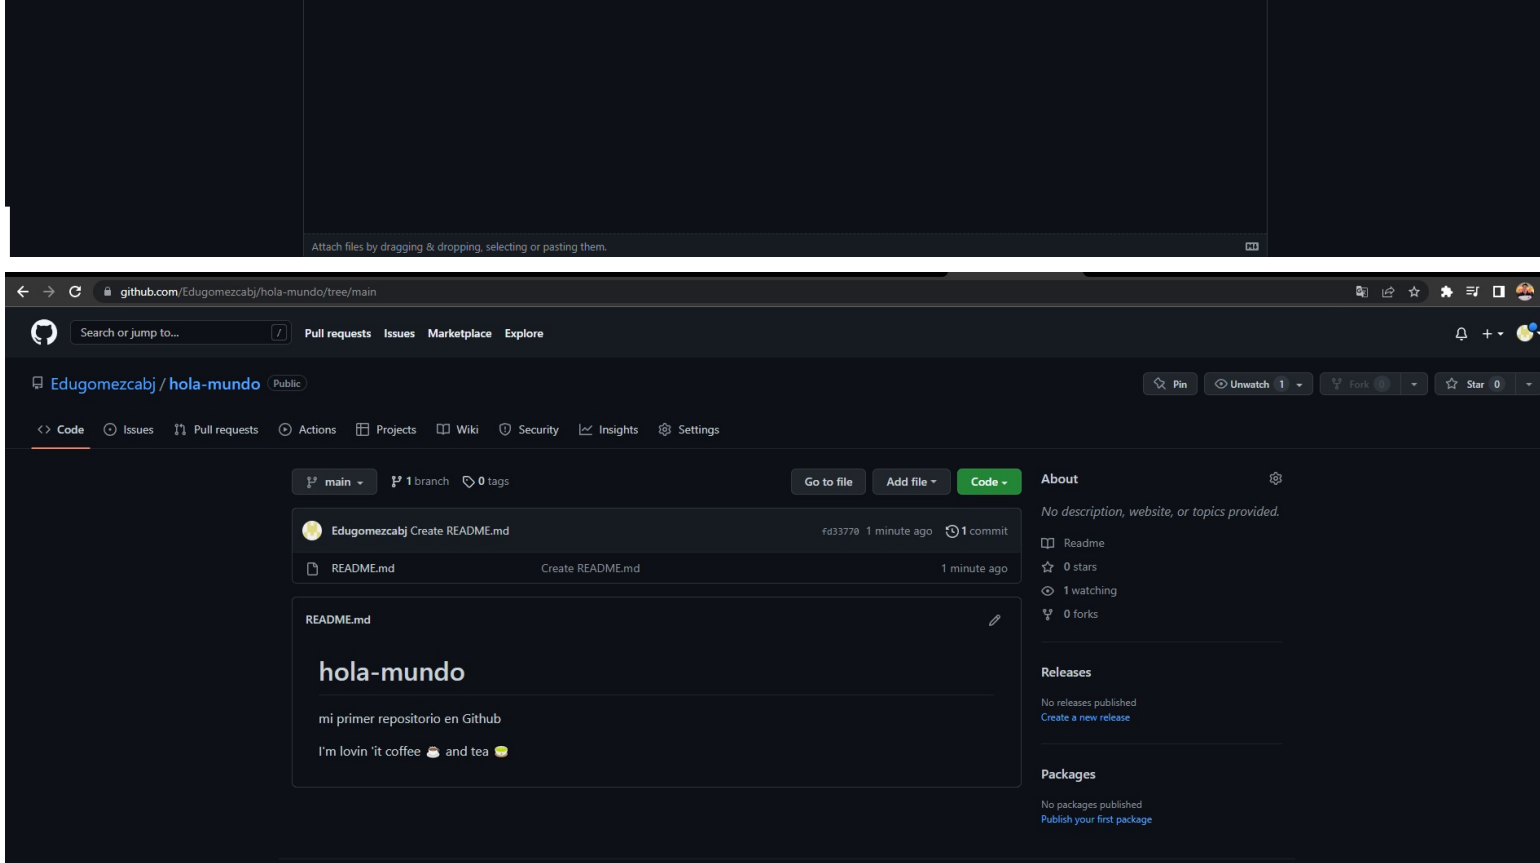 Attach files by dragging & dropping, selecting or pasting them.
github.com/Edugomezcabj/hola-mundo/tree/main
Search or jump to... / Pull requests Issues Marketplace Explore
Edugomezcabj / hola-mundo Public Pin Unwatch 1 Fork 0 Star 0
<> Code Issues Pull requests Actions Projects Wiki Security Insights Settings
main 1 branch 0 tags Go to file Add file Code About
No description, website, or topics provided.
Edugomezcabj Create README.md fd33770 1 minute ago 1 commit
Readme
README.md Create README.md 1 minute ago
0 stars
1 watching
0 forks
README.md
hola-mundo
mi primer repositorio en Github
I'm lovin 'it coffee ☕ and tea 🍵
Releases
No releases published
Create a new release
Packages
No packages published
Publish your first package